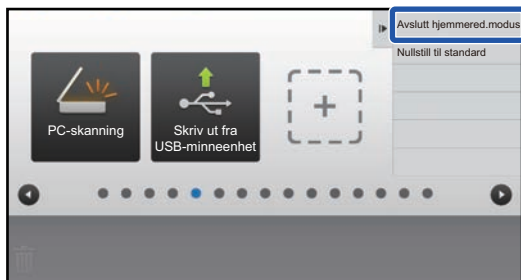 Avslutt hjemmered.modus
Nullstill til standard
PC-skanning
Skriv ut fra
USB-minneenhet